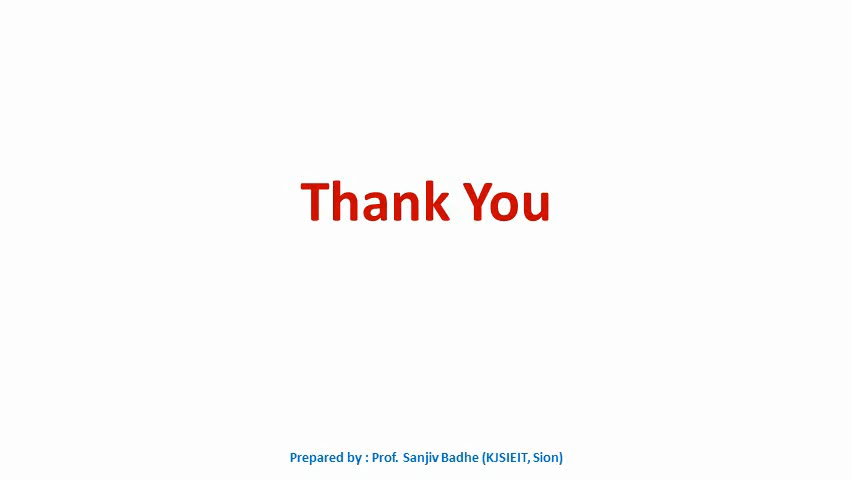 Thank You
Prepared by : Prof. Sanjiv Badhe (KJSIEIT, Sion)